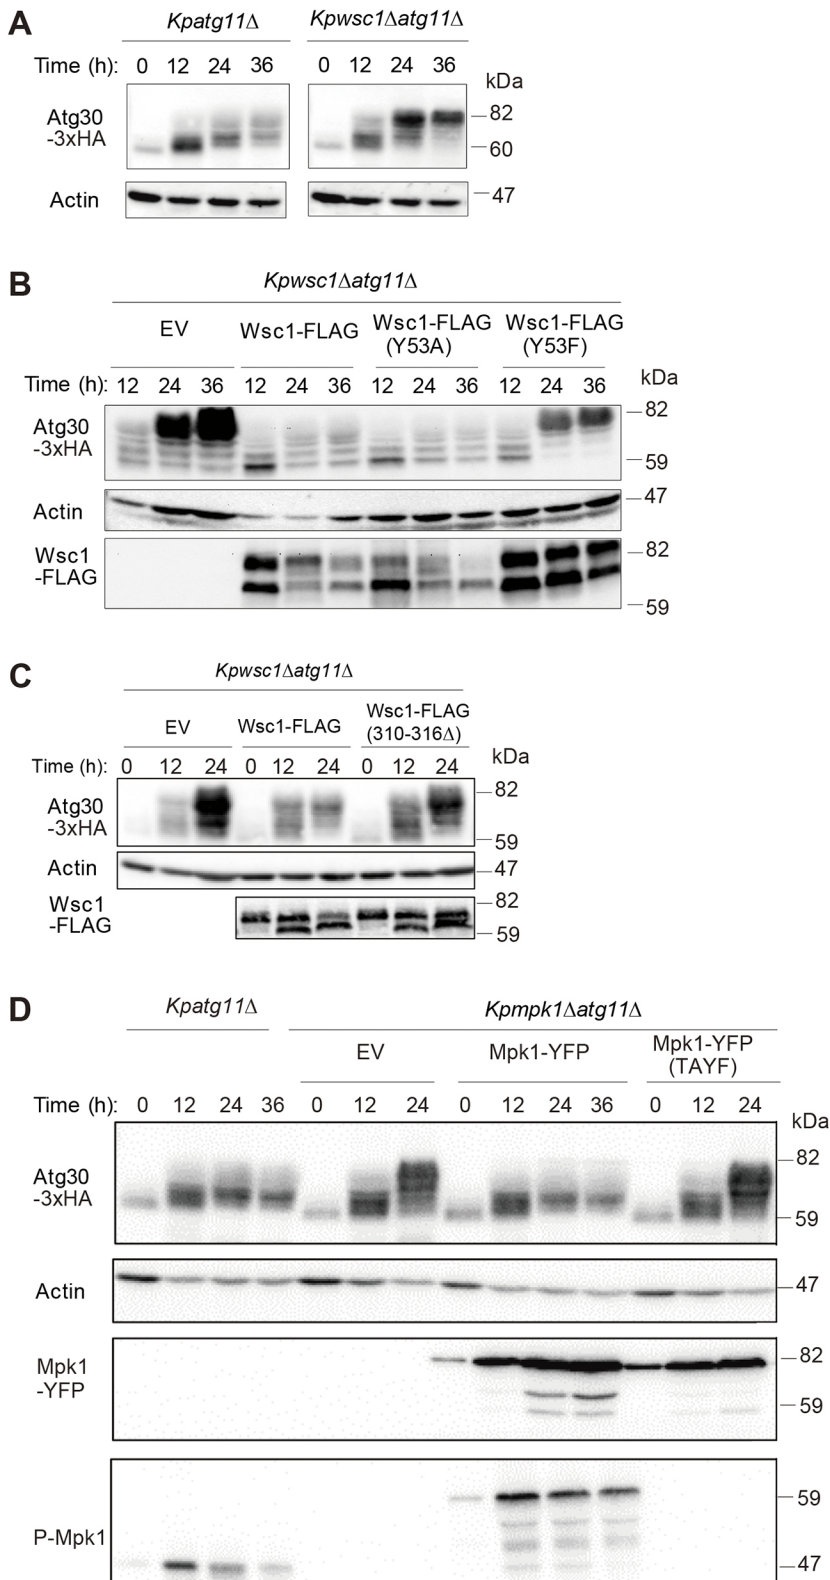 A
Kpatg11Δ
Kpwsc1Δatg11Δ
Time (h): 0 12 24 36 0 12 24 36
kDa
Atg30
-3xHA
82
60
Actin
47
B
Kpwsc1Δatg11Δ
EV
Wsc1-FLAG
Wsc1-FLAG
(Y53A)
Wsc1-FLAG
(Y53F)
Time (h): 12 24 36 12 24 36 12 24 36 12 24 36
kDa
Atg30
-3xHA
82
59
Actin
47
Wsc1
-FLAG
82
59
C
Kpwsc1Δatg11Δ
EV
Wsc1-FLAG
Wsc1-FLAG
(310-316Δ)
Time (h): 0 12 24 0 12 24 0 12 24
kDa
Atg30
-3xHA
82
59
Actin
47
Wsc1
-FLAG
82
59
D
Kpatg11Δ
Kpmpk1Δatg11Δ
EV
Mpk1-YFP
Mpk1-YFP
(TAYF)
Time (h): 0 12 24 36 0 12 24 0 12 24 36 0 12 24
kDa
Atg30
-3xHA
82
59
Actin
47
Mpk1
-YFP
82
59
P-Mpk1
59
47